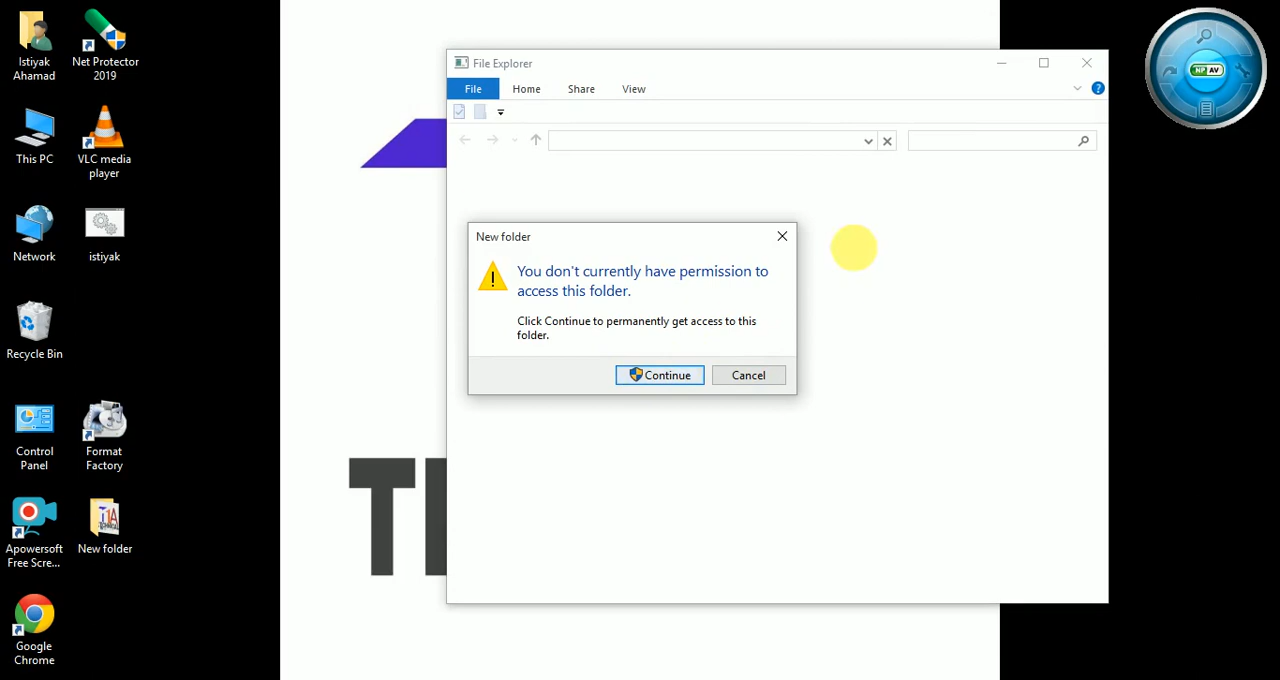 Istiyak
Ahamad
Net Protector
2019
This PC
VLC media
player
Network
istiyak
Recycle Bin
Control
Panel
Format
Factory
Apowersoft
Free Scre...
New folder
Google
Chrome
File Explorer
File
Home
Share
View
New folder
You don't currently have permission to
access this folder.
Click Continue to permanently get access to this
folder.
Continue
Cancel
NP AV